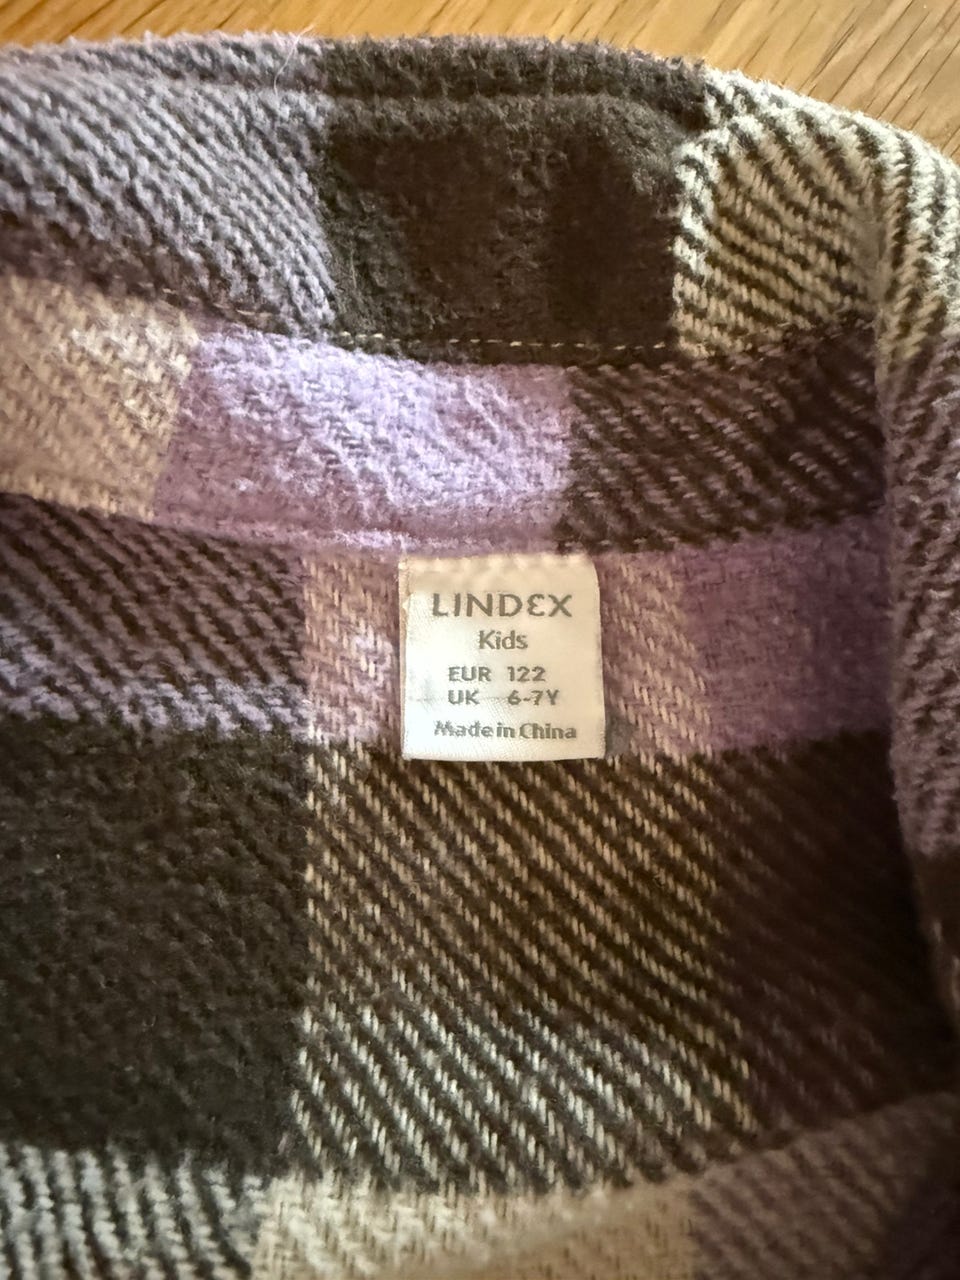 LINDEX
Kids
EUR 122
UK 6-7Y
Made in China